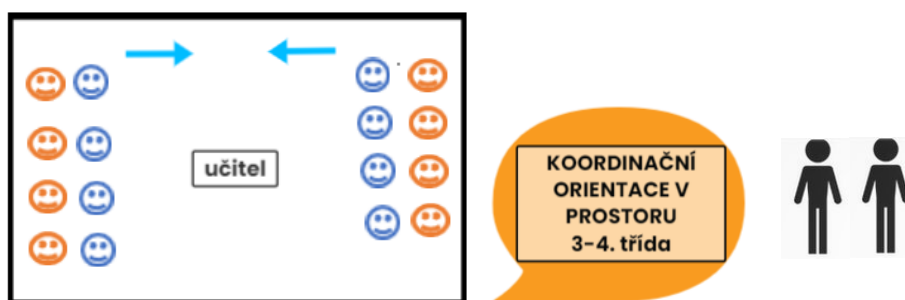 učitel
KOORDINAČNÍ
ORIENTACE V
PROSTORU
3-4. třída